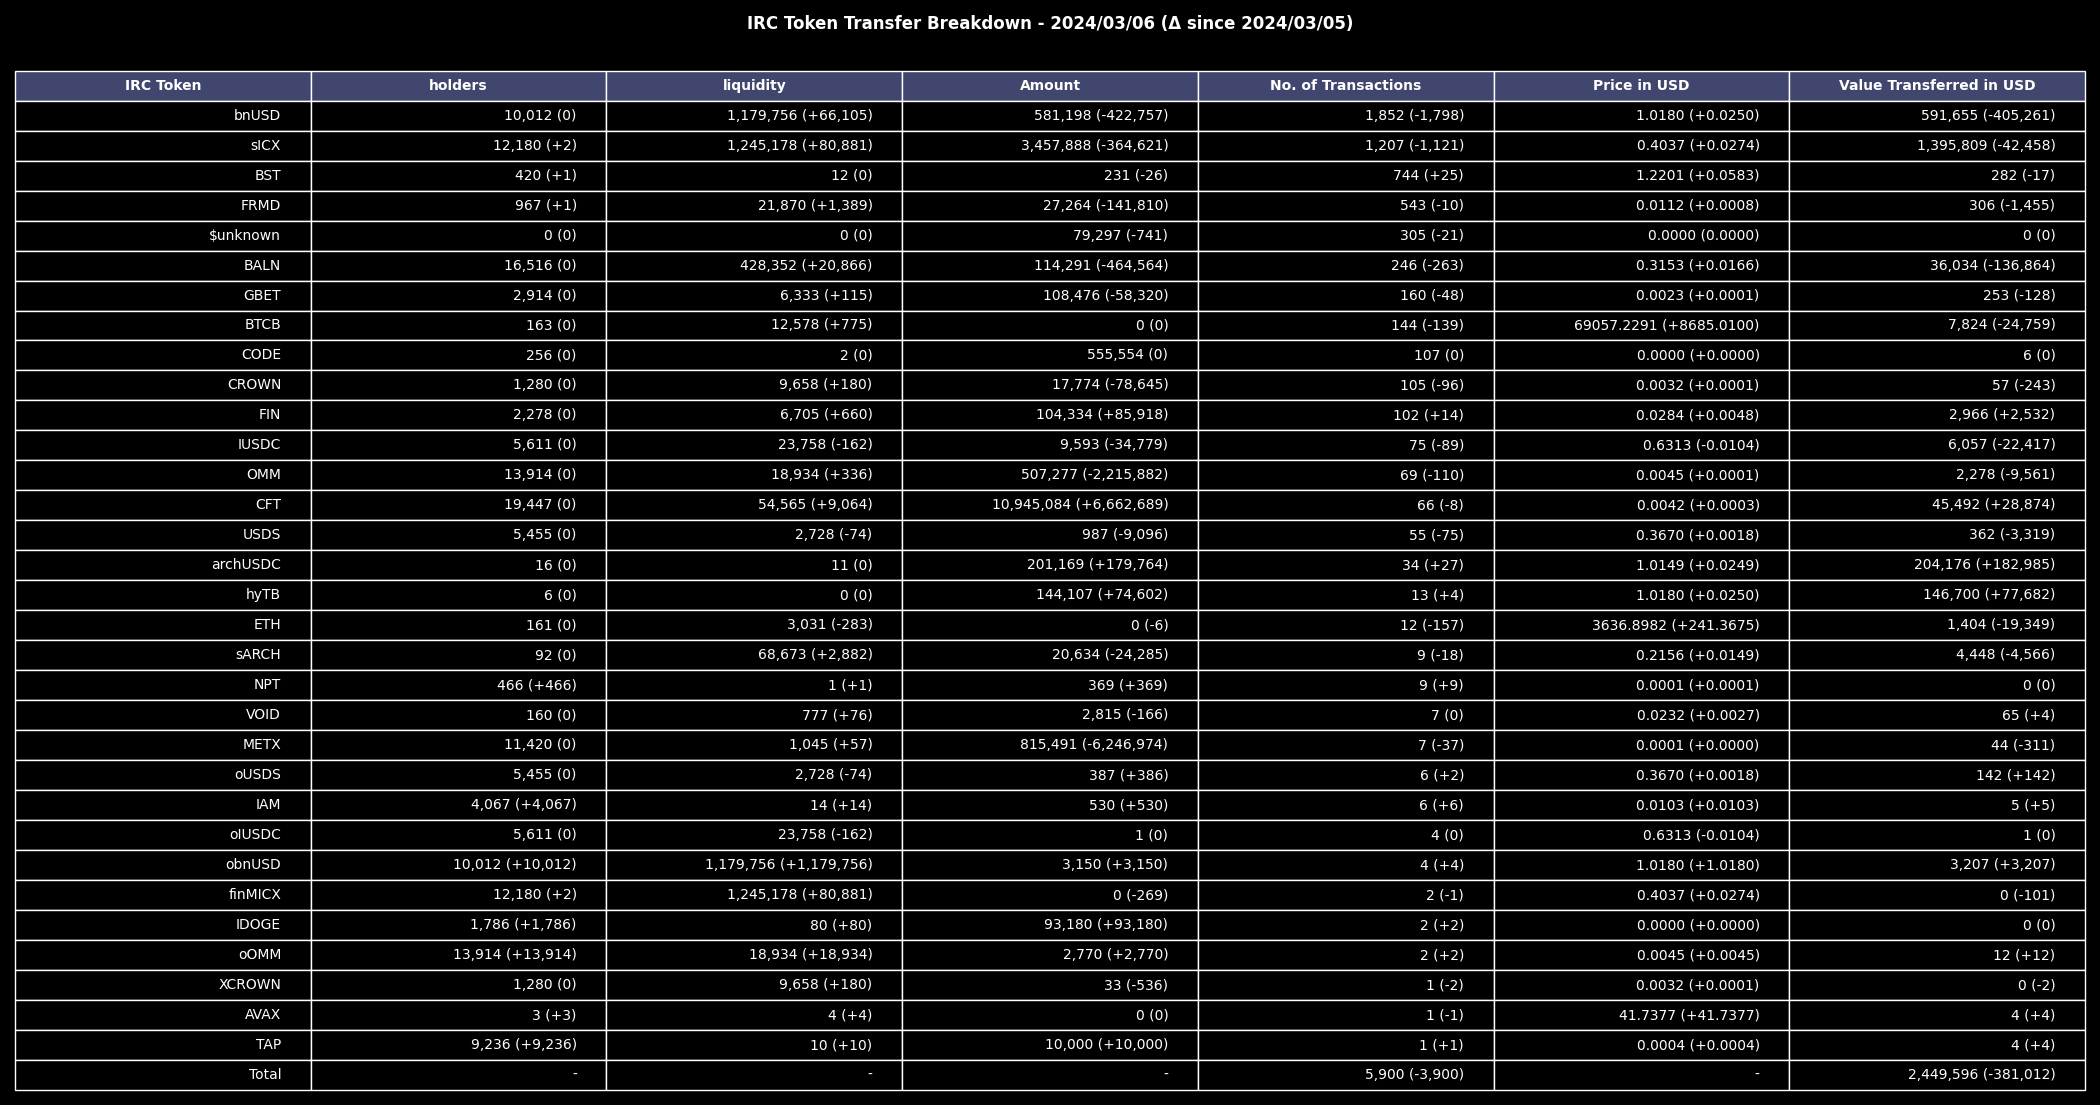 IRC Token Transfer Breakdown - 2024/03/06 (Δ since 2024/03/05)
IRC Token holders liquidity Amount No. of Transactions Price in USD Value Transferred in USD
bnUSD 10,012 (0) 1,179,756 (+66,105) 581,198 (-422,757) 1,852 (-1,798) 1.0180 (+0.0250) 591,655 (-405,261)
sICX 12,180 (+2) 1,245,178 (+80,881) 3,457,888 (-364,621) 1,207 (-1,121) 0.4037 (+0.0274) 1,395,809 (-42,458)
BST 420 (+1) 12 (0) 231 (-26) 744 (+25) 1.2201 (+0.0583) 282 (-17)
FRMD 967 (+1) 21,870 (+1,389) 27,264 (-141,810) 543 (-10) 0.0112 (+0.0008) 306 (-1,455)
$unknown 0 (0) 0 (0) 79,297 (-741) 305 (-21) 0.0000 (0.0000) 0 (0)
BALN 16,516 (0) 428,352 (+20,866) 114,291 (-464,564) 246 (-263) 0.3153 (+0.0166) 36,034 (-136,864)
GBET 2,914 (0) 6,333 (+115) 108,476 (-58,320) 160 (-48) 0.0023 (+0.0001) 253 (-128)
BTCB 163 (0) 12,578 (+775) 0 (0) 144 (-139) 69057.2291 (+8685.0100) 7,824 (-24,759)
CODE 256 (0) 2 (0) 555,554 (0) 107 (0) 0.0000 (+0.0000) 6 (0)
CROWN 1,280 (0) 9,658 (+180) 17,774 (-78,645) 105 (-96) 0.0032 (+0.0001) 57 (-243)
FIN 2,278 (0) 6,705 (+660) 104,334 (+85,918) 102 (+14) 0.0284 (+0.0048) 2,966 (+2,532)
IUSDC 5,611 (0) 23,758 (-162) 9,593 (-34,779) 75 (-89) 0.6313 (-0.0104) 6,057 (-22,417)
OMM 13,914 (0) 18,934 (+336) 507,277 (-2,215,882) 69 (-110) 0.0045 (+0.0001) 2,278 (-9,561)
CFT 19,447 (0) 54,565 (+9,064) 10,945,084 (+6,662,689) 66 (-8) 0.0042 (+0.0003) 45,492 (+28,874)
USDS 5,455 (0) 2,728 (-74) 987 (-9,096) 55 (-75) 0.3670 (+0.0018) 362 (-3,319)
archUSDC 16 (0) 11 (0) 201,169 (+179,764) 34 (+27) 1.0149 (+0.0249) 204,176 (+182,985)
hyTB 6 (0) 0 (0) 144,107 (+74,602) 13 (+4) 1.0180 (+0.0250) 146,700 (+77,682)
ETH 161 (0) 3,031 (-283) 0 (-6) 12 (-157) 3636.8982 (+241.3675) 1,404 (-19,349)
sARCH 92 (0) 68,673 (+2,882) 20,634 (-24,285) 9 (-18) 0.2156 (+0.0149) 4,448 (-4,566)
NPT 466 (+466) 1 (+1) 369 (+369) 9 (+9) 0.0001 (+0.0001) 0 (0)
VOID 160 (0) 777 (+76) 2,815 (-166) 7 (0) 0.0232 (+0.0027) 65 (+4)
METX 11,420 (0) 1,045 (+57) 815,491 (-6,246,974) 7 (-37) 0.0001 (+0.0000) 44 (-311)
oUSDS 5,455 (0) 2,728 (-74) 387 (+386) 6 (+2) 0.3670 (+0.0018) 142 (+142)
IAM 4,067 (+4,067) 14 (+14) 530 (+530) 6 (+6) 0.0103 (+0.0103) 5 (+5)
oIUSDC 5,611 (0) 23,758 (-162) 1 (0) 4 (0) 0.6313 (-0.0104) 1 (0)
obnUSD 10,012 (+10,012) 1,179,756 (+1,179,756) 3,150 (+3,150) 4 (+4) 1.0180 (+1.0180) 3,207 (+3,207)
finMICX 12,180 (+2) 1,245,178 (+80,881) 0 (-269) 2 (-1) 0.4037 (+0.0274) 0 (-101)
IDOGE 1,786 (+1,786) 80 (+80) 93,180 (+93,180) 2 (+2) 0.0000 (+0.0000) 0 (0)
oOMM 13,914 (+13,914) 18,934 (+18,934) 2,770 (+2,770) 2 (+2) 0.0045 (+0.0045) 12 (+12)
XCROWN 1,280 (0) 9,658 (+180) 33 (-536) 1 (-2) 0.0032 (+0.0001) 0 (-2)
AVAX 3 (+3) 4 (+4) 0 (0) 1 (-1) 41.7377 (+41.7377) 4 (+4)
TAP 9,236 (+9,236) 10 (+10) 10,000 (+10,000) 1 (+1) 0.0004 (+0.0004) 4 (+4)
Total - - - 5,900 (-3,900) - 2,449,596 (-381,012)